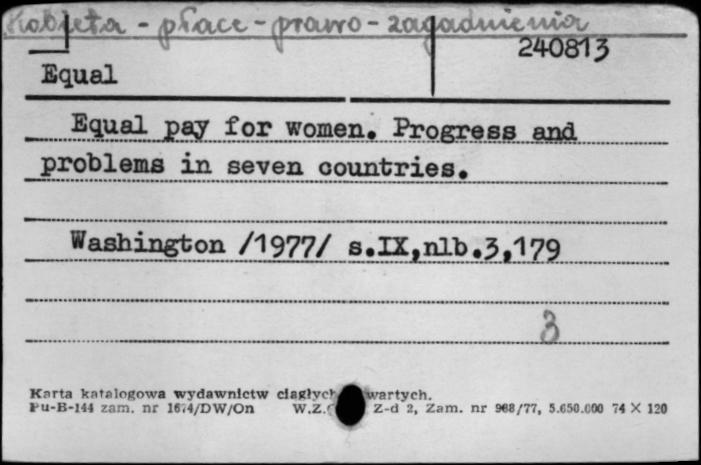 Kobieta - płace - prawo - zagadnienia
240813
Equal
Equal pay for women. Progress and
problems in seven countries.
Washington /1977/ s.IX,nlb.3,179
3
Karta katalogowa wydawnictw ciągłych wartych.
Pu-B-144 zam. nr 1674/DW/On W.Z. Z-d 2, Zam. nr 968/77, 5.650.000 74 X 120